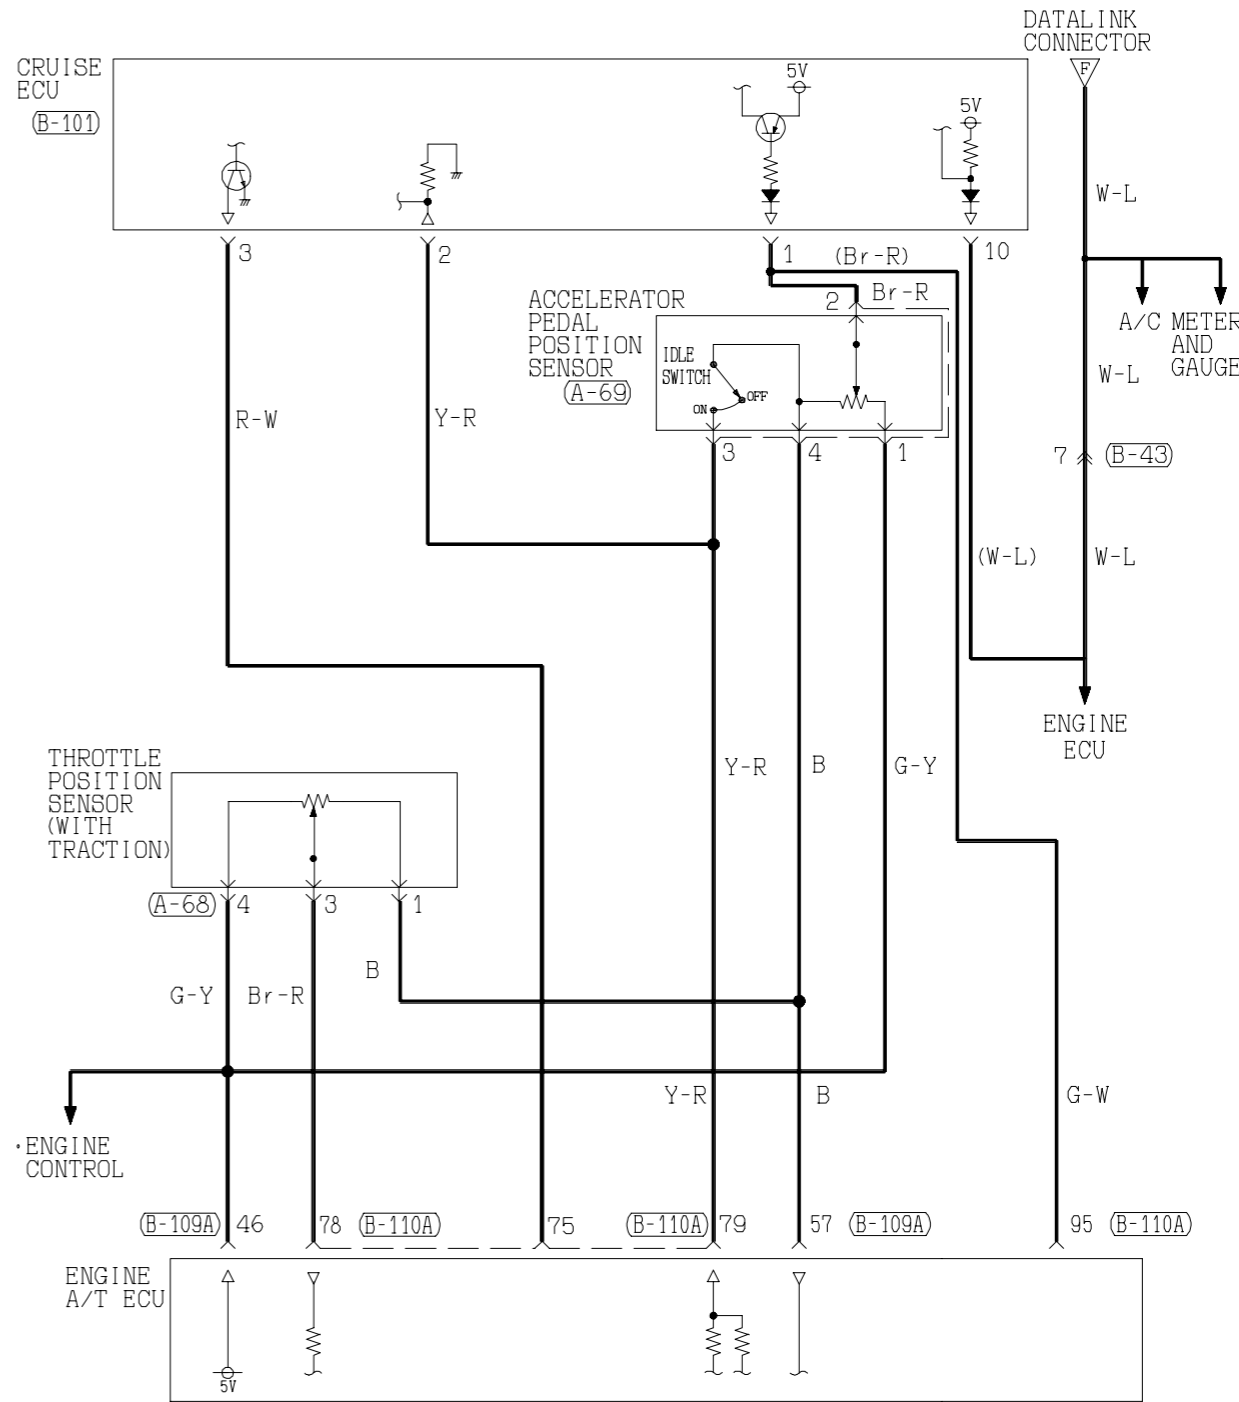 DATALINK
CONNECTOR
F
CRUISE
ECU
(B-101)
5V
5V
W-L
3
2
1
(Br-R)
10
ACCELERATOR
PEDAL
POSITION
SENSOR
(A-69)
2
Br-R
A/C
METER
AND
GAUGE
IDLE
SWITCH
OFF
ON
W-L
R-W
Y-R
3
4
1
7
(B-43)
(W-L)
W-L
ENGINE
ECU
THROTTLE
POSITION
SENSOR
(WITH
TRACTION)
Y-R
B
G-Y
(A-68)
4
3
1
B
G-Y
Br-R
Y-R
B
G-W
·ENGINE
CONTROL
(B-109A)
46
78
(B-110A)
75
(B-110A)
79
57
(B-109A)
95
(B-110A)
ENGINE
A/T ECU
5V